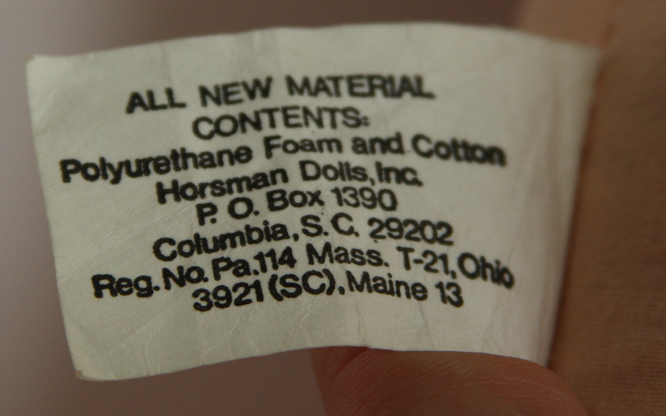 ALL NEW MATERIAL
CONTENTS:
Polyurethane Foam and Cotton
Horsman Dolls, Inc.
P. O. Box 1390
Columbia, S. C. 29202
Reg. No. Pa.114 Mass. T-21, Ohio
3921 (SC), Maine 13